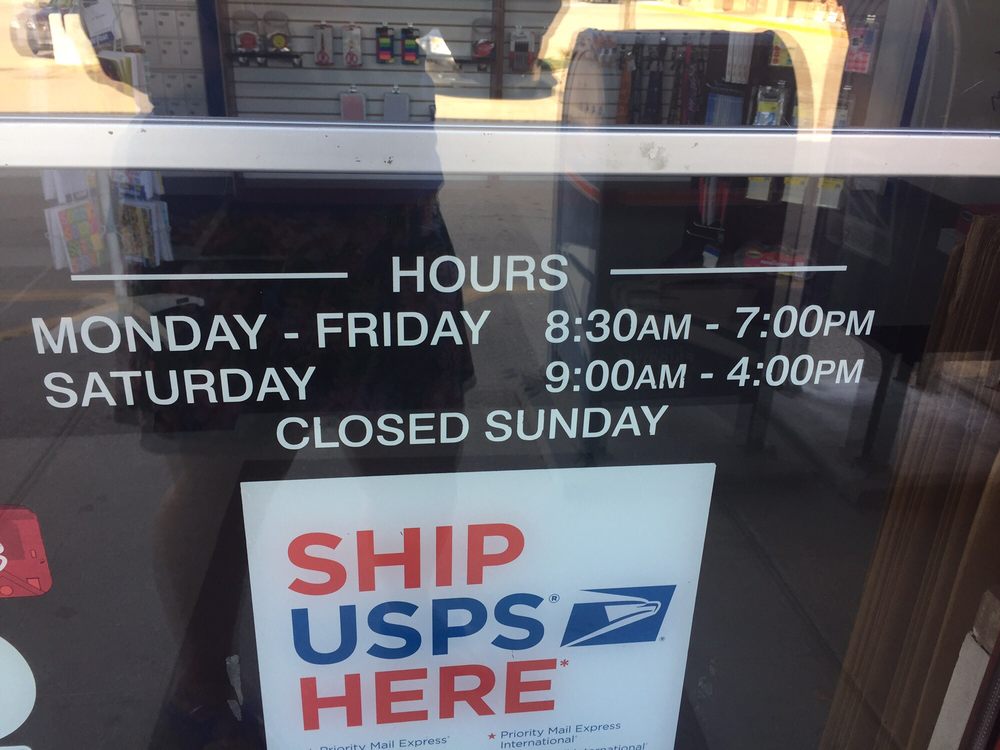 HOURS
MONDAY - FRIDAY 8:30AM - 7:00PM
SATURDAY 9:00AM - 4:00PM
CLOSED SUNDAY
SHIP
USPS®
HERE*
Priority Mail Express
* Priority Mail Express
International